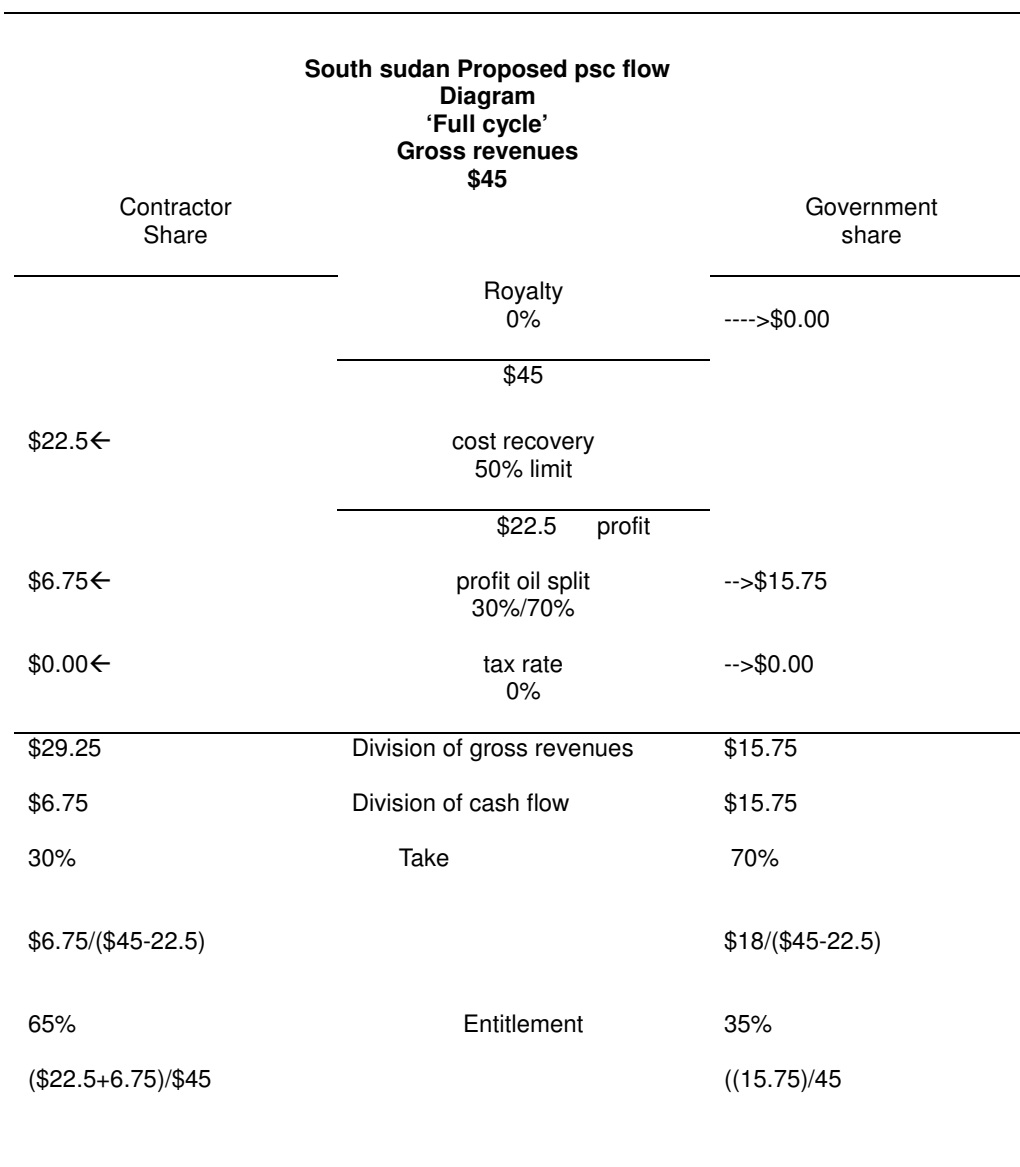 South sudan Proposed psc flow
Diagram
‘Full cycle’
Gross revenues
$45
Contractor
Share
Government
share
Royalty
0%
---->$0.00
$45
$22.5←
cost recovery
50% limit
$22.5 profit
$6.75←
profit oil split
30%/70%
-->$15.75
$0.00←
tax rate
0%
-->$0.00
$29.25 Division of gross revenues $15.75
$6.75 Division of cash flow $15.75
30% Take 70%
$6.75/($45-22.5) $18/($45-22.5)
65% Entitlement 35%
($22.5+6.75)/$45 ((15.75)/45